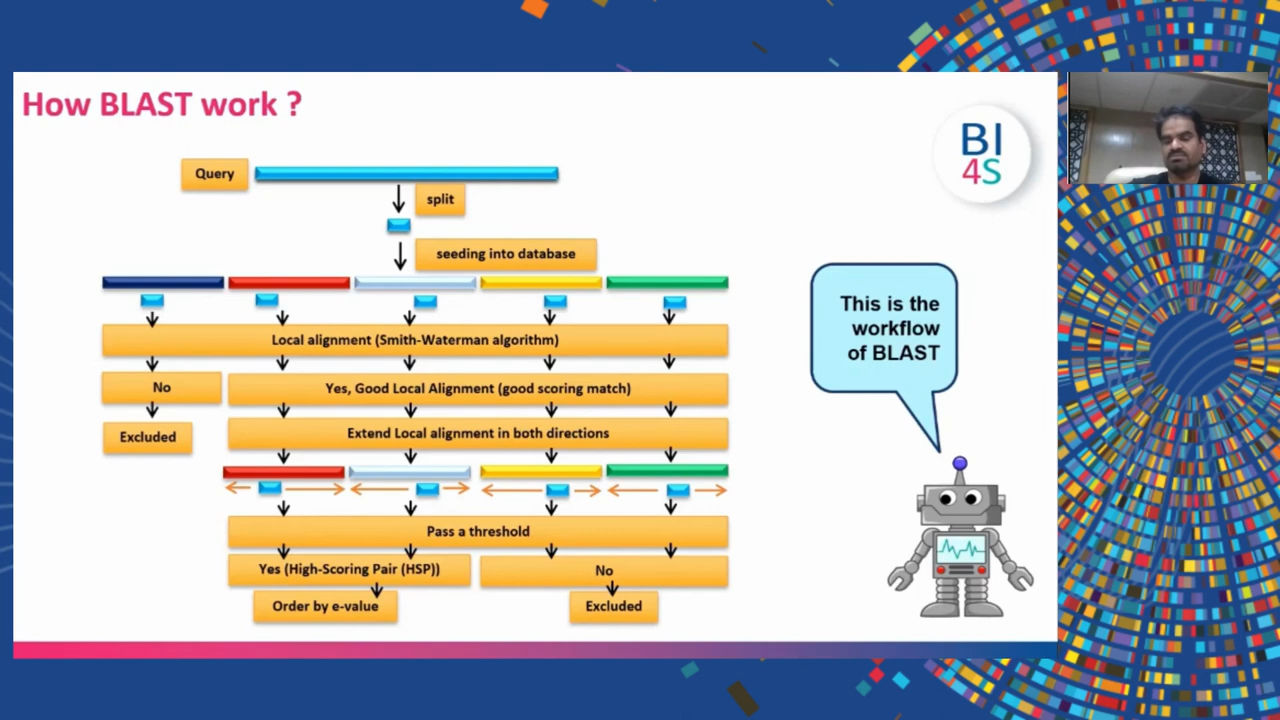 How BLAST work ?
BI
4S
Query
split
seeding into database
Local alignment (Smith-Waterman algorithm)
No
Yes, Good Local Alignment (good scoring match)
Excluded
Extend Local alignment in both directions
Pass a threshold
Yes (High-Scoring Pair (HSP))
No
Order by e-value
Excluded
This is the
workflow
of BLAST